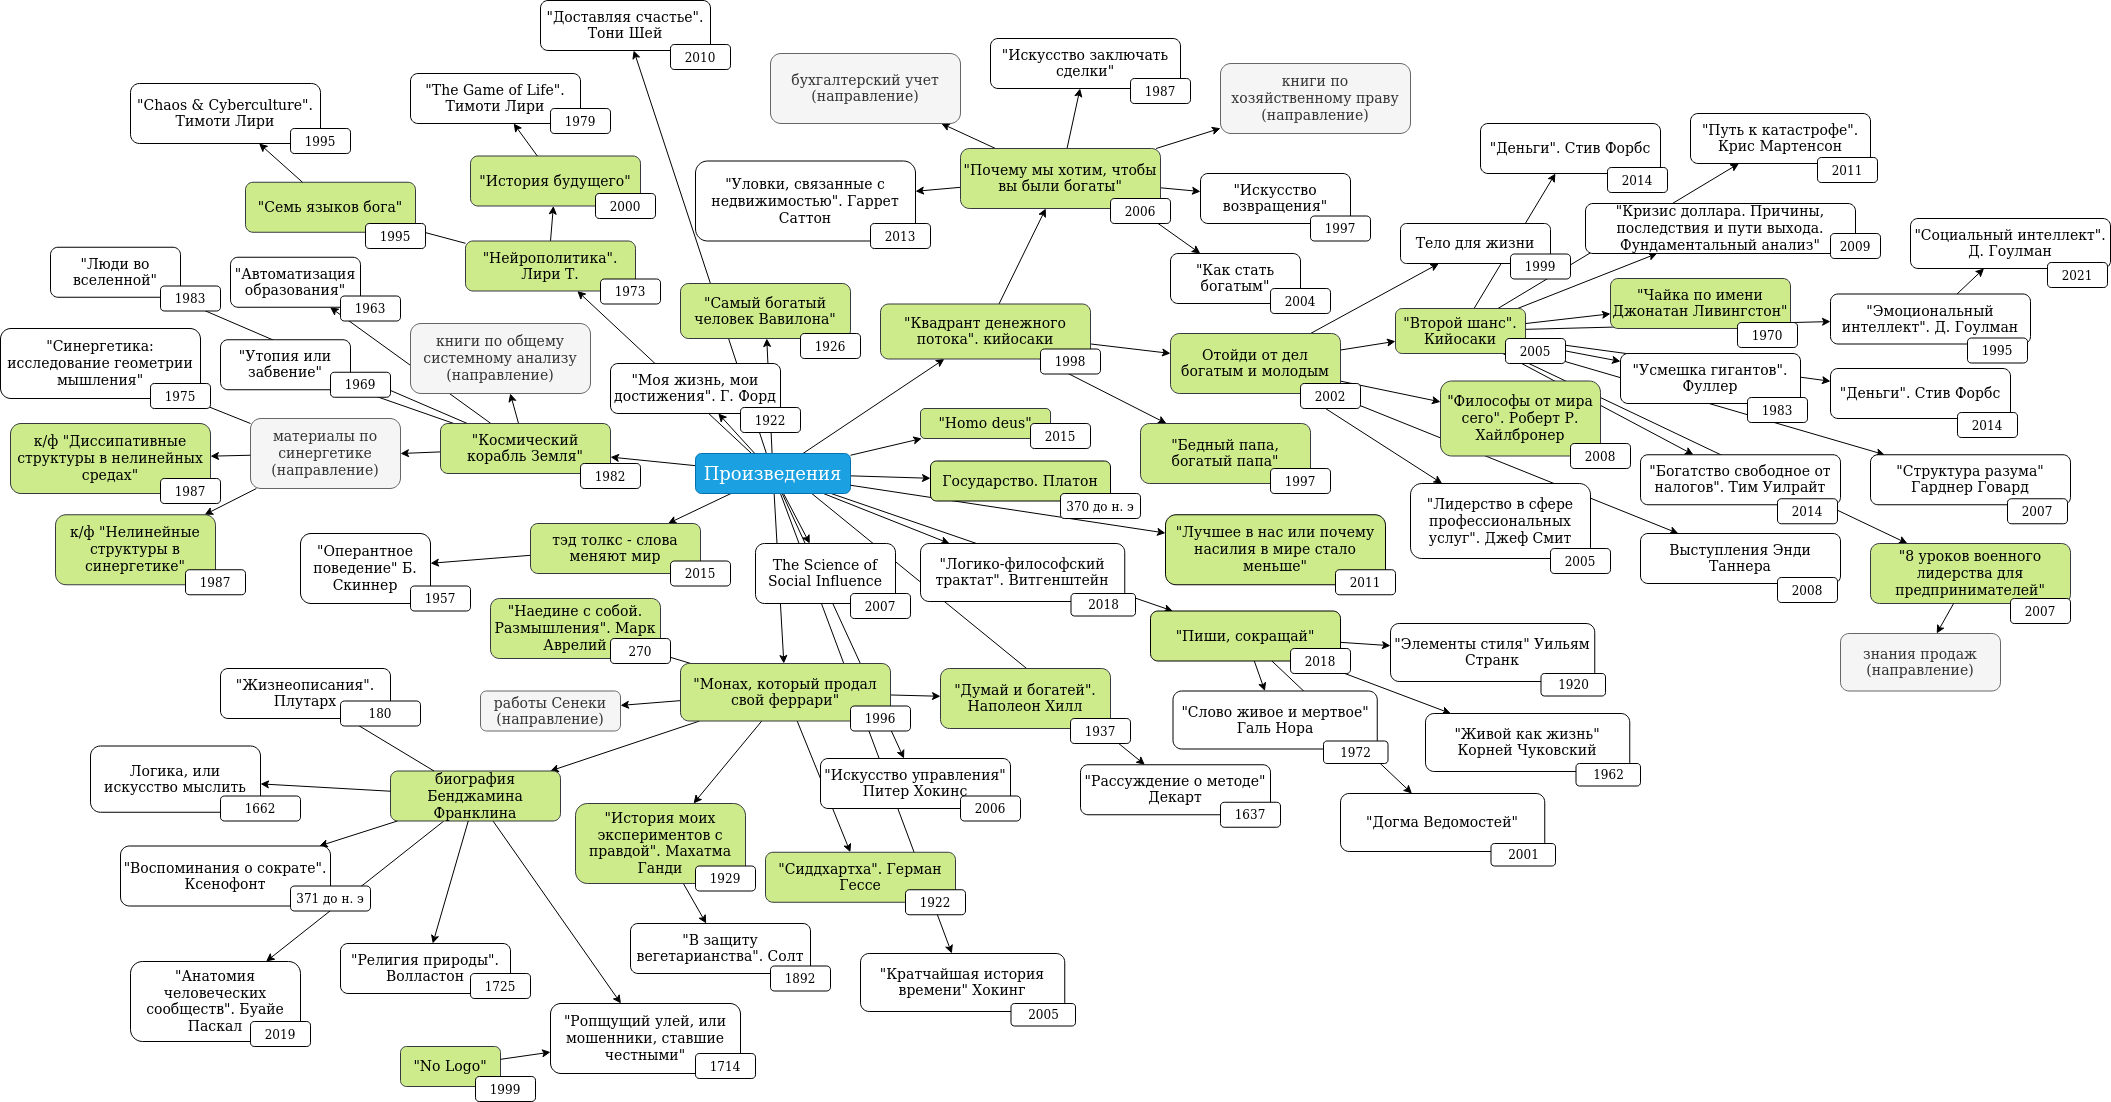 "Доставляя счастье".
Тони Шей
2010
"Искусство заключать
сделки"
1987
бухгалтерский учет
(направление)
книги по
хозяйственному праву
(направление)
"Chaos & Cyberculture".
Тимоти Лири
1995
"The Game of Life".
Тимоти Лири
1979
"Деньги". Стив Форбс
2014
"Путь к катастрофе".
Крис Мартенсон
2011
"История будущего"
2000
"Почему мы хотим, чтобы
вы были богаты"
2006
"Уловки, связанные с
недвижимостью". Гаррет
Саттон
2013
"Искусство
возвращения"
1997
"Семь языков бога"
1995
"Кризис доллара. Причины,
последствия и пути выхода.
Фундаментальный анализ"
2009
"Социальный интеллект".
Д. Гоулман
2021
Тело для жизни
1999
"Нейрополитика".
Лири Т.
1973
"Люди во
вселенной"
1983
"Автоматизация
образования"
1963
"Как стать
богатым"
2004
"Самый богатый
человек Вавилона"
1926
"Чайка по имени
Джонатан Ливингстон"
1970
"Эмоциональный
интеллект". Д. Гоулман
1995
"Квадрант денежного
потока". кийосаки
1998
"Второй шанс".
Кийосаки
2005
"Синергетика:
исследование геометрии
мышления"
1975
"Утопия или
забвение"
1969
книги по общему
системному анализу
(направление)
Отойди от дел
богатым и молодым
2002
"Моя жизнь, мои
достижения". Г. Форд
1922
"Усмешка гигантов".
Фуллер
1983
"Деньги". Стив Форбс
2014
"Философы от мира
сего". Роберт Р.
Хайлбронер
2008
"Homo deus"
2015
к/ф "Диссипативные
структуры в нелинейных
средах"
1987
материалы по
синергетике
(направление)
"Космический
корабль Земля"
1982
"Бедный папа,
богатый папа"
1997
Произведения
Государство. Платон
370 до н. э
"Богатство свободное от
налогов". Тим Уилрайт
2014
"Структура разума"
Гарднер Говард
2007
"Лидерство в сфере
профессиональных
услуг". Джеф Смит
2005
к/ф "Нелинейные
структуры в
синергетике"
1987
тэд толкс - слова
меняют мир
2015
"Лучшее в нас или почему
насилия в мире стало
меньше"
2011
"Оперантное
поведение" Б.
Скиннер
1957
The Science of
Social Influence
2007
"Логико-философский
трактат". Витгенштейн
2018
Выступления Энди
Таннера
2008
"8 уроков военного
лидерства для
предпринимателей"
2007
"Наедине с собой.
Размышления". Марк
Аврелий
270
"Пиши, сокращай"
2018
"Элементы стиля" Уильям
Странк
1920
знания продаж
(направление)
"Жизнеописания".
Плутарх
180
работы Сенеки
(направление)
"Монах, который продал
свой феррари"
1996
"Думай и богатей".
Наполеон Хилл
1937
"Слово живое и мертвое"
Галь Нора
1972
"Живой как жизнь"
Корней Чуковский
1962
Логика, или
искусство мыслить
1662
биография
Бенджамина
Франклина
"Искусство управления"
Питер Хокинс
2006
"Рассуждение о методе"
Декарт
1637
"Догма Ведомостей"
2001
"История моих
экспериментов с
правдой". Махатма
Ганди
1929
"Воспоминания о сократе".
Ксенофонт
371 до н. э
"Сиддхартха". Герман
Гессе
1922
"В защиту
вегетарианства". Солт
1892
"Религия природы".
Волластон
1725
"Кратчайшая история
времени" Хокинг
2005
"Анатомия
человеческих
сообществ". Буайе
Паскал
2019
"Ропщущий улей, или
мошенники, ставшие
честными"
1714
"No Logo"
1999